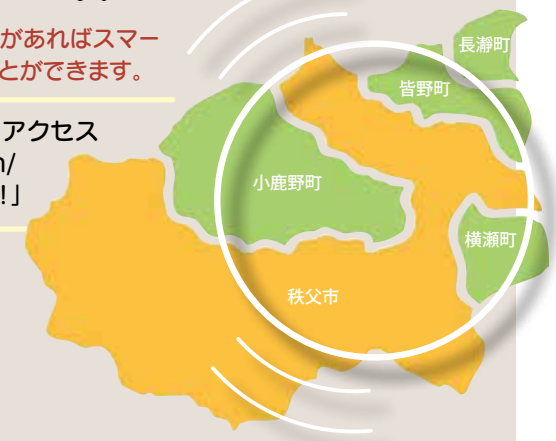 があればスマー
とができます。
アクセス
!」
長瀞町
皆野町
小鹿野町
横瀬町
秩父市